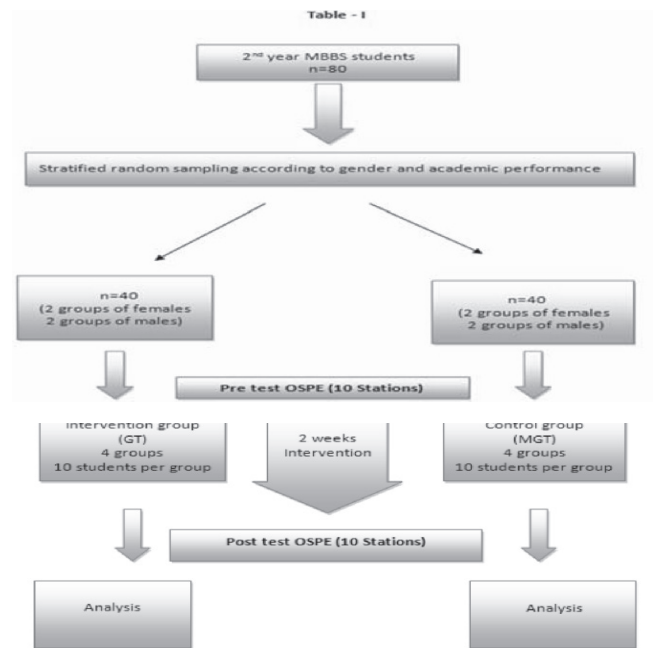 Table - I
2nd year MBBS students
n=80
Stratified random sampling according to gender and academic performance
n=40
(2 groups of females
2 groups of males)
n=40
(2 groups of females
2 groups of males)
Pre test OSPE (10 Stations)
Intervention group
(GT)
4 groups
10 students per group
2 weeks
Intervention
Control group
(MGT)
4 groups
10 students per group
Post test OSPE (10 Stations)
Analysis
Analysis